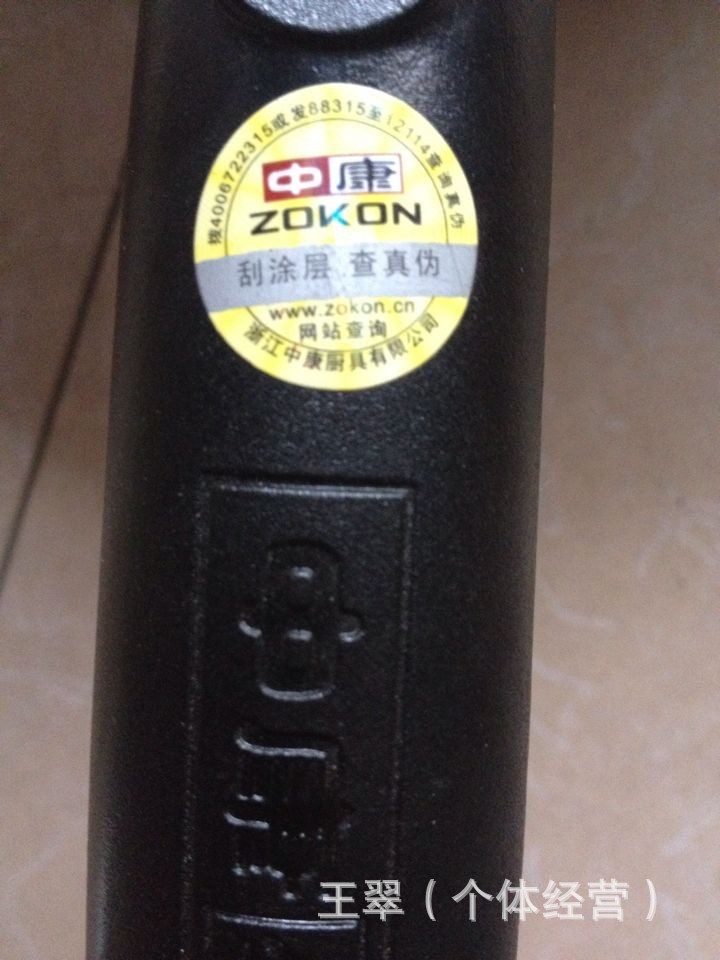 拨4006722315或发88315至12114查询真伪
中康
ZOKON
刮涂层 查真伪
www.zokon.cn
网站查询
浙江中康厨具有限公司
中康
王翠（个体经营）